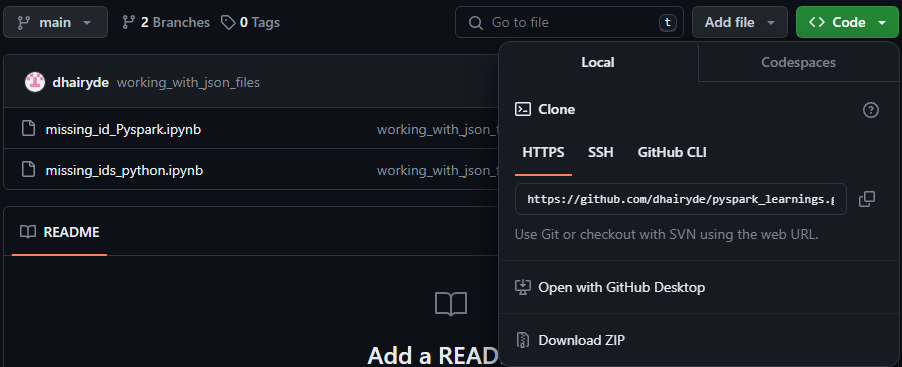 main 2 Branches 0 Tags Go to file t Add file Code
Local Codespaces
dhairyde working_with_json_files
Clone
missing_id_Pyspark.ipynb working_with_json_f
HTTPS SSH GitHub CLI
missing_ids_python.ipynb working_with_json_f
https://github.com/dhairyde/pyspark_learnings.g
README
Use Git or checkout with SVN using the web URL.
Open with GitHub Desktop
Download ZIP
Add a READ